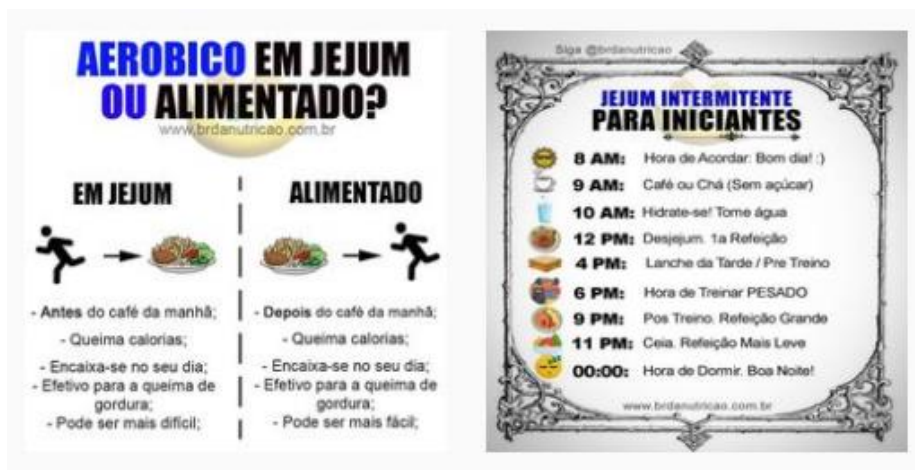 AEROBICO EM JEJUM
OU ALIMENTADO?
www.brdanutricao.com.br
EM JEJUM
- Antes do café da manhã;
- Queima calorias;
- Encaixa-se no seu dia;
- Efetivo para a queima de
gordura;
- Pode ser mais difícil;
ALIMENTADO
- Depois do café da manhã;
- Queima calorias;
- Encaixa-se no seu dia;
- Efetivo para a queima de
gordura;
- Pode ser mais fácil;
Siga @brdanutricao
JEJUM INTERMITENTE
PARA INICIANTES
8 AM: Hora de Acordar: Bom dia! :)
9 AM: Café ou Chá (Sem açúcar)
10 AM: Hidrate-se! Tome água
12 PM: Desjejum. 1a Refeição
4 PM: Lanche da Tarde / Pre Treino
6 PM: Hora de Treinar PESADO
9 PM: Pos Treino. Refeição Grande
11 PM: Ceia. Refeição Mais Leve
00:00: Hora de Dormir. Boa Noite!
www.brdanutricao.com.br